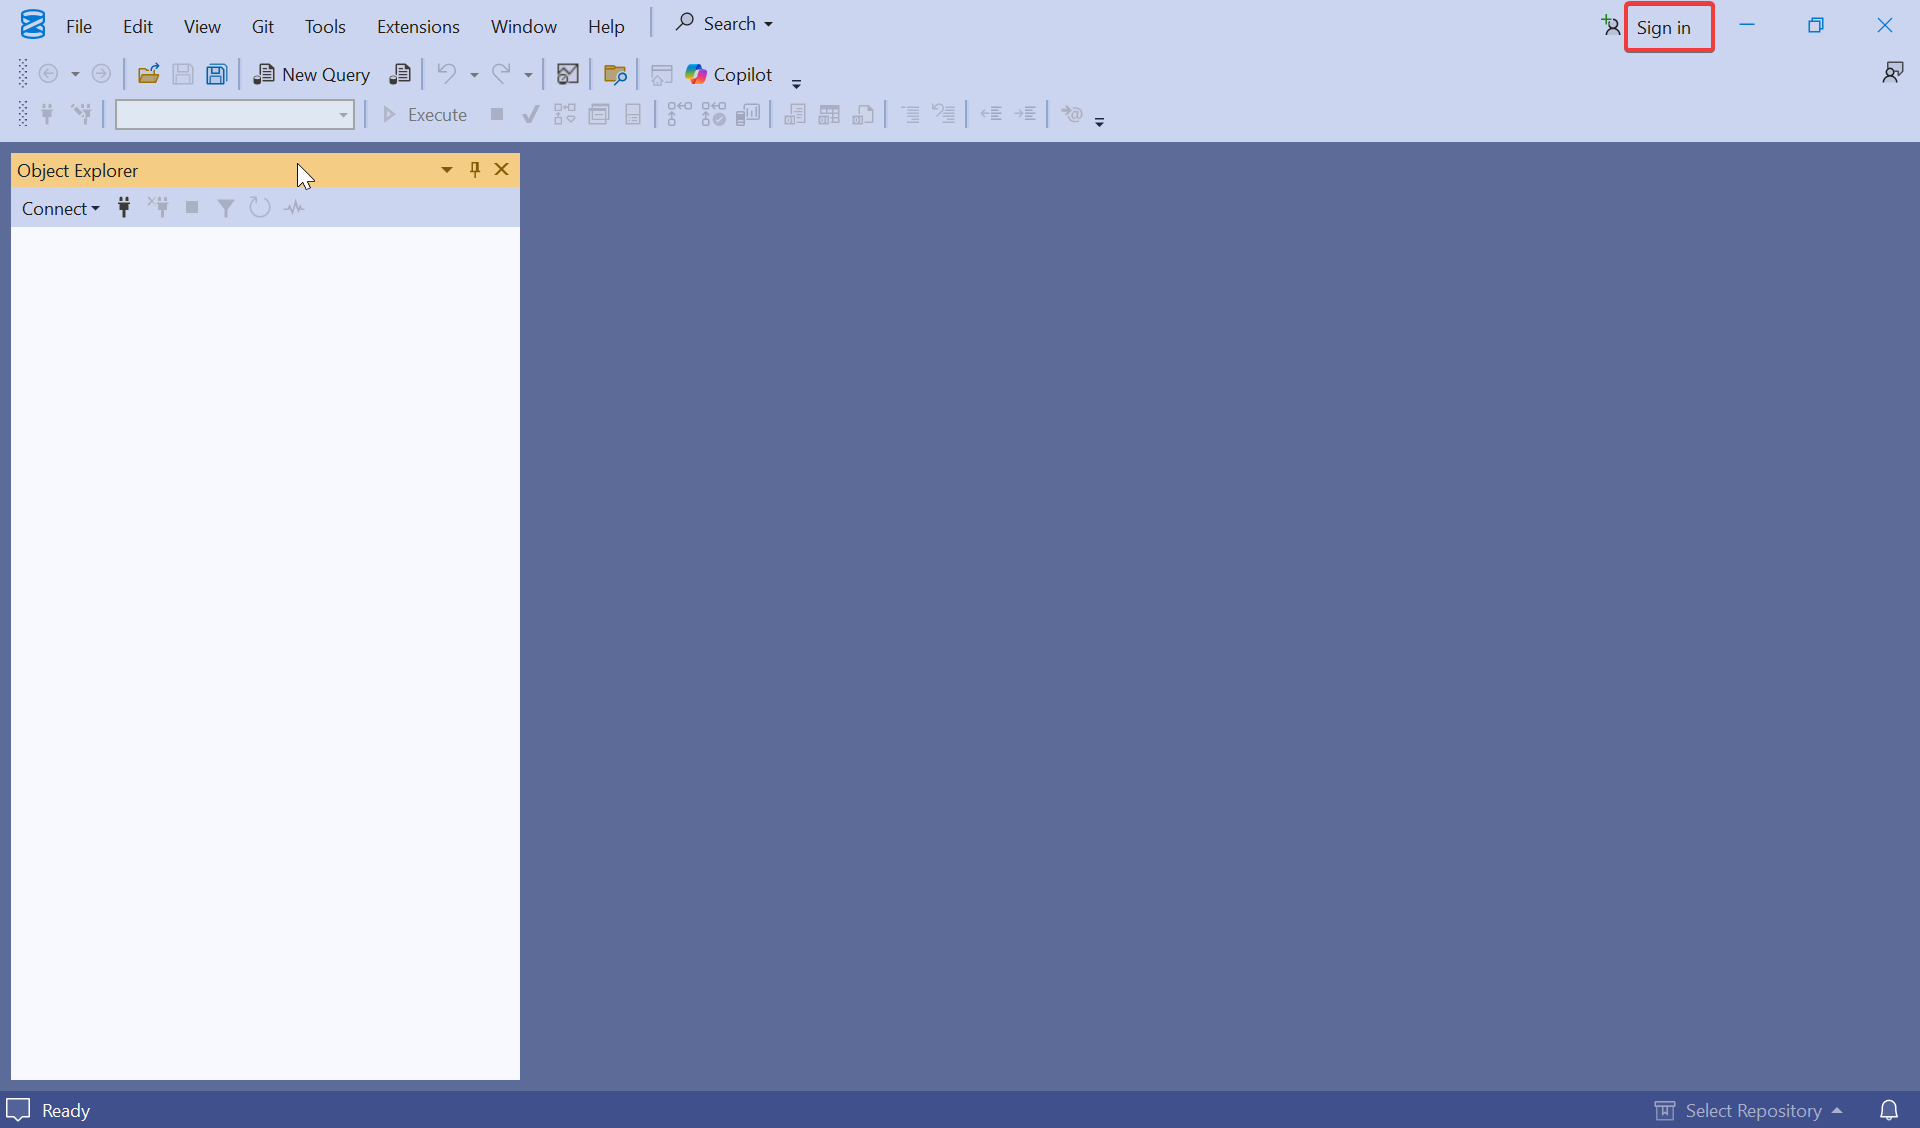 File Edit View Git Tools Extensions Window Help Search Sign in
New Query Copilot
Execute
Object Explorer
Connect
Ready Select Repository